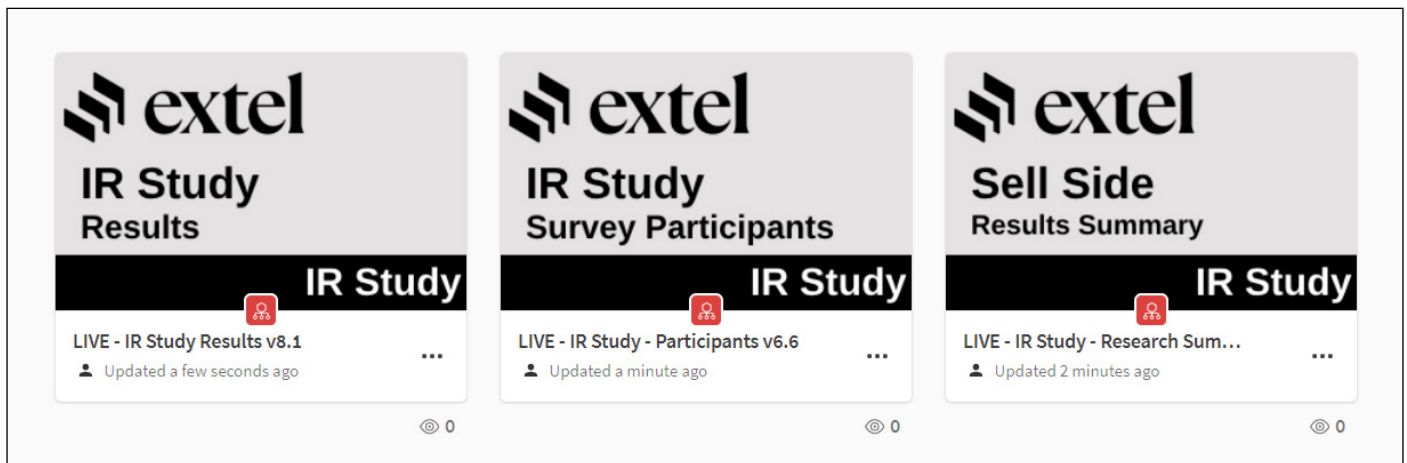 extel
IR Study
Results
IR Study
LIVE - IR Study Results v8.1
Updated a few seconds ago
0
extel
IR Study
Survey Participants
IR Study
LIVE - IR Study - Participants v6.6
Updated a minute ago
0
extel
Sell Side
Results Summary
IR Study
LIVE - IR Study - Research Sum...
Updated 2 minutes ago
0